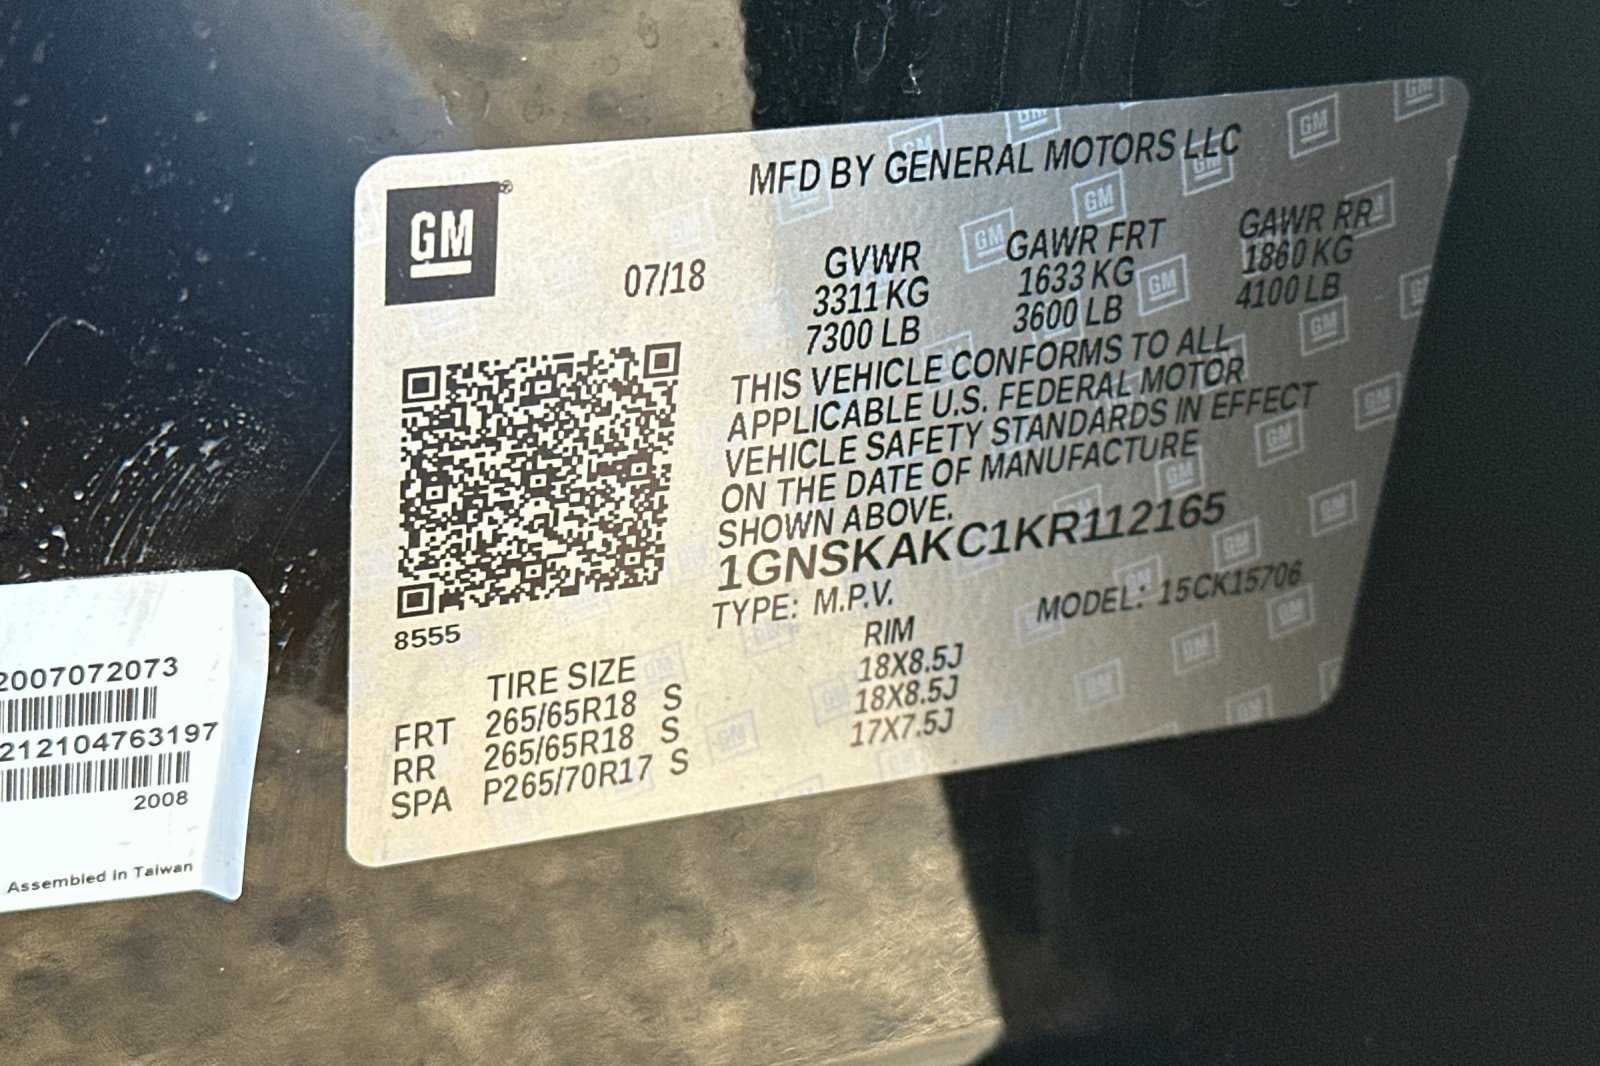 GM
MFD BY GENERAL MOTORS LLC
07/18
GVWR GAWR FRT GAWR RR
3311 KG 1633 KG 1860 KG
7300 LB 3600 LB 4100 LB
THIS VEHICLE CONFORMS TO ALL
APPLICABLE U.S. FEDERAL MOTOR
VEHICLE SAFETY STANDARDS IN EFFECT
ON THE DATE OF MANUFACTURE
SHOWN ABOVE.
1GNSKAKC1KR112165
TYPE: M.P.V. MODEL: 15CK15706
8555
TIRE SIZE RIM
FRT 265/65R18 S 18X8.5J
RR 265/65R18 S 18X8.5J
SPA P265/70R17 S 17X7.5J
2007072073
212104763197
2008
Assembled in Taiwan